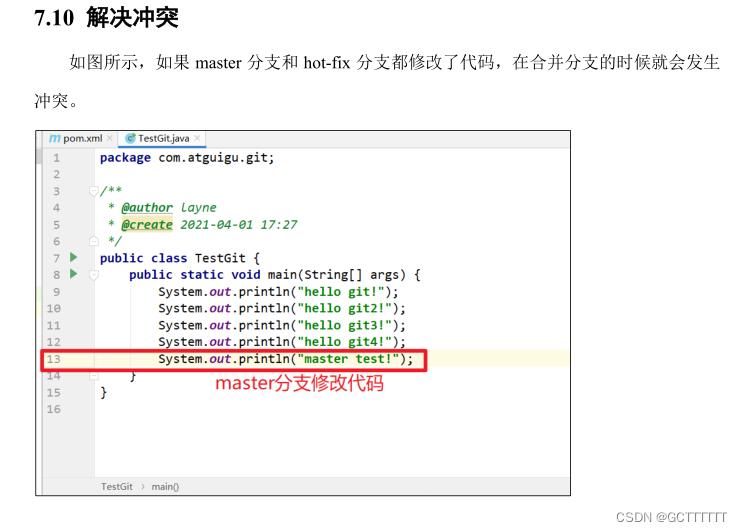 7.10 解决冲突
如图所示，如果 master 分支和 hot-fix 分支都修改了代码，在合并分支的时候就会发生
冲突。
m pom.xml × TestGit.java ×
1 package com.atguigu.git;
2
3 /**
4 * @author layne
5 * @create 2021-04-01 17:27
6 */
7 public class TestGit {
8 public static void main(String[] args) {
9 System.out.println("hello git!");
10 System.out.println("hello git2!");
11 System.out.println("hello git3!");
12 System.out.println("hello git4!");
13 System.out.println("master test!");
14 }
master分支修改代码
15 }
16
TestGit › main()
CSDN @GCTTTTTT